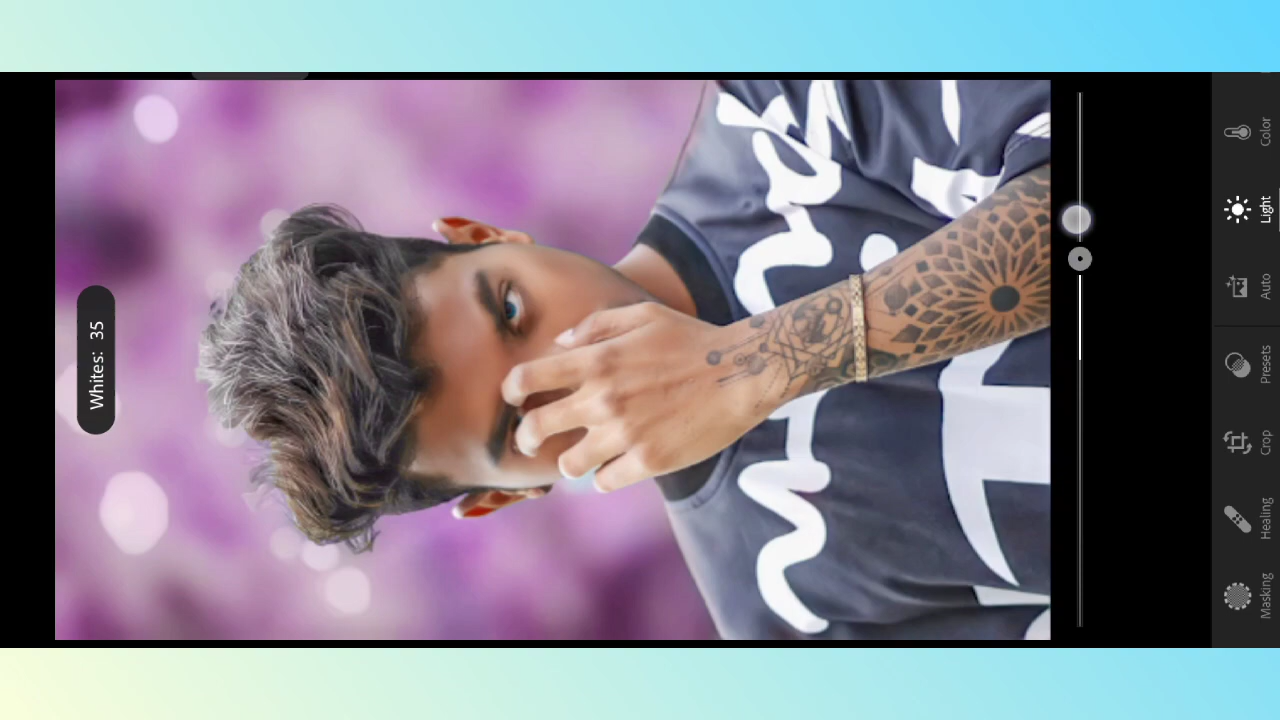 Whites: 35
Masking
Healing
Crop
Presets
Auto
Light
Color